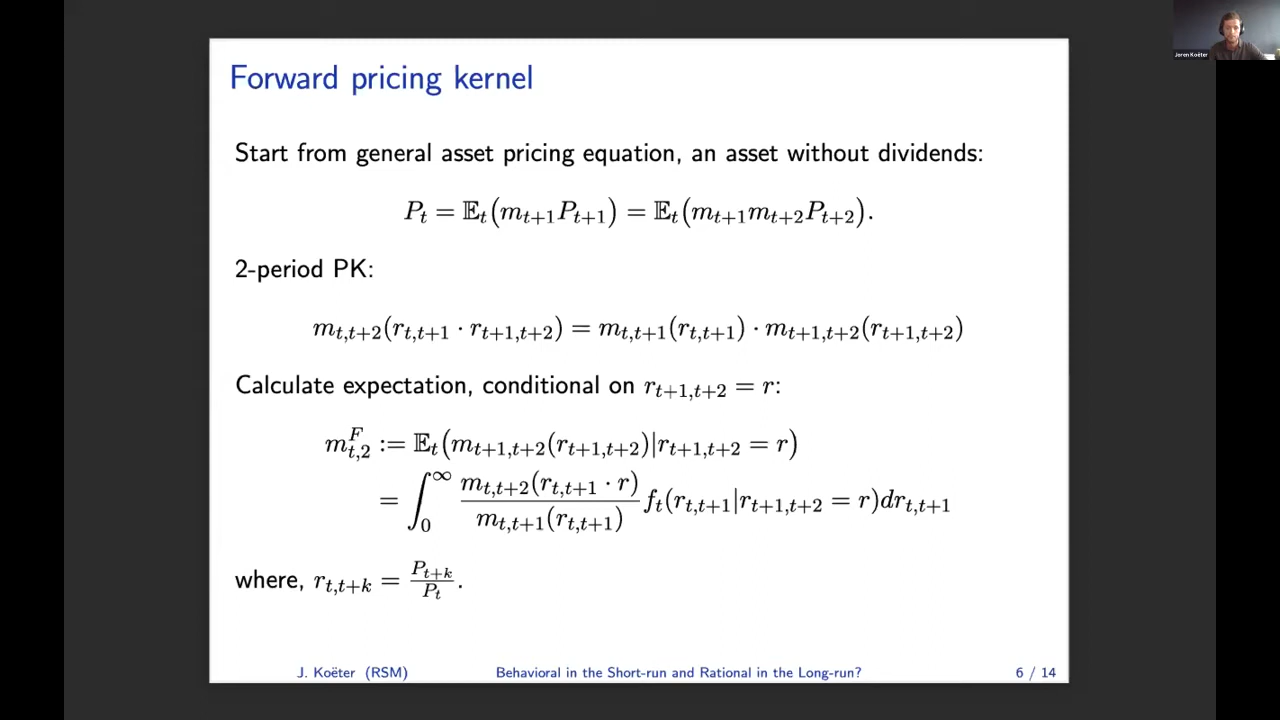 Joren Koëter
Forward pricing kernel
Start from general asset pricing equation, an asset without dividends:
P_t = 𝔼_t(m_{t+1}P_{t+1}) = 𝔼_t(m_{t+1}m_{t+2}P_{t+2}).
2-period PK:
m_{t,t+2}(r_{t,t+1} · r_{t+1,t+2}) = m_{t,t+1}(r_{t,t+1}) · m_{t+1,t+2}(r_{t+1,t+2})
Calculate expectation, conditional on r_{t+1,t+2} = r:
m^F_{t,2} := 𝔼_t(m_{t+1,t+2}(r_{t+1,t+2})|r_{t+1,t+2} = r)
= ∫_0^∞ \frac{m_{t,t+2}(r_{t,t+1} · r)}{m_{t,t+1}(r_{t,t+1})} f_t(r_{t,t+1}|r_{t+1,t+2} = r)dr_{t,t+1}
where, r_{t,t+k} = \frac{P_{t+k}}{P_t}.
J. Koëter (RSM) Behavioral in the Short-run and Rational in the Long-run? 6 / 14